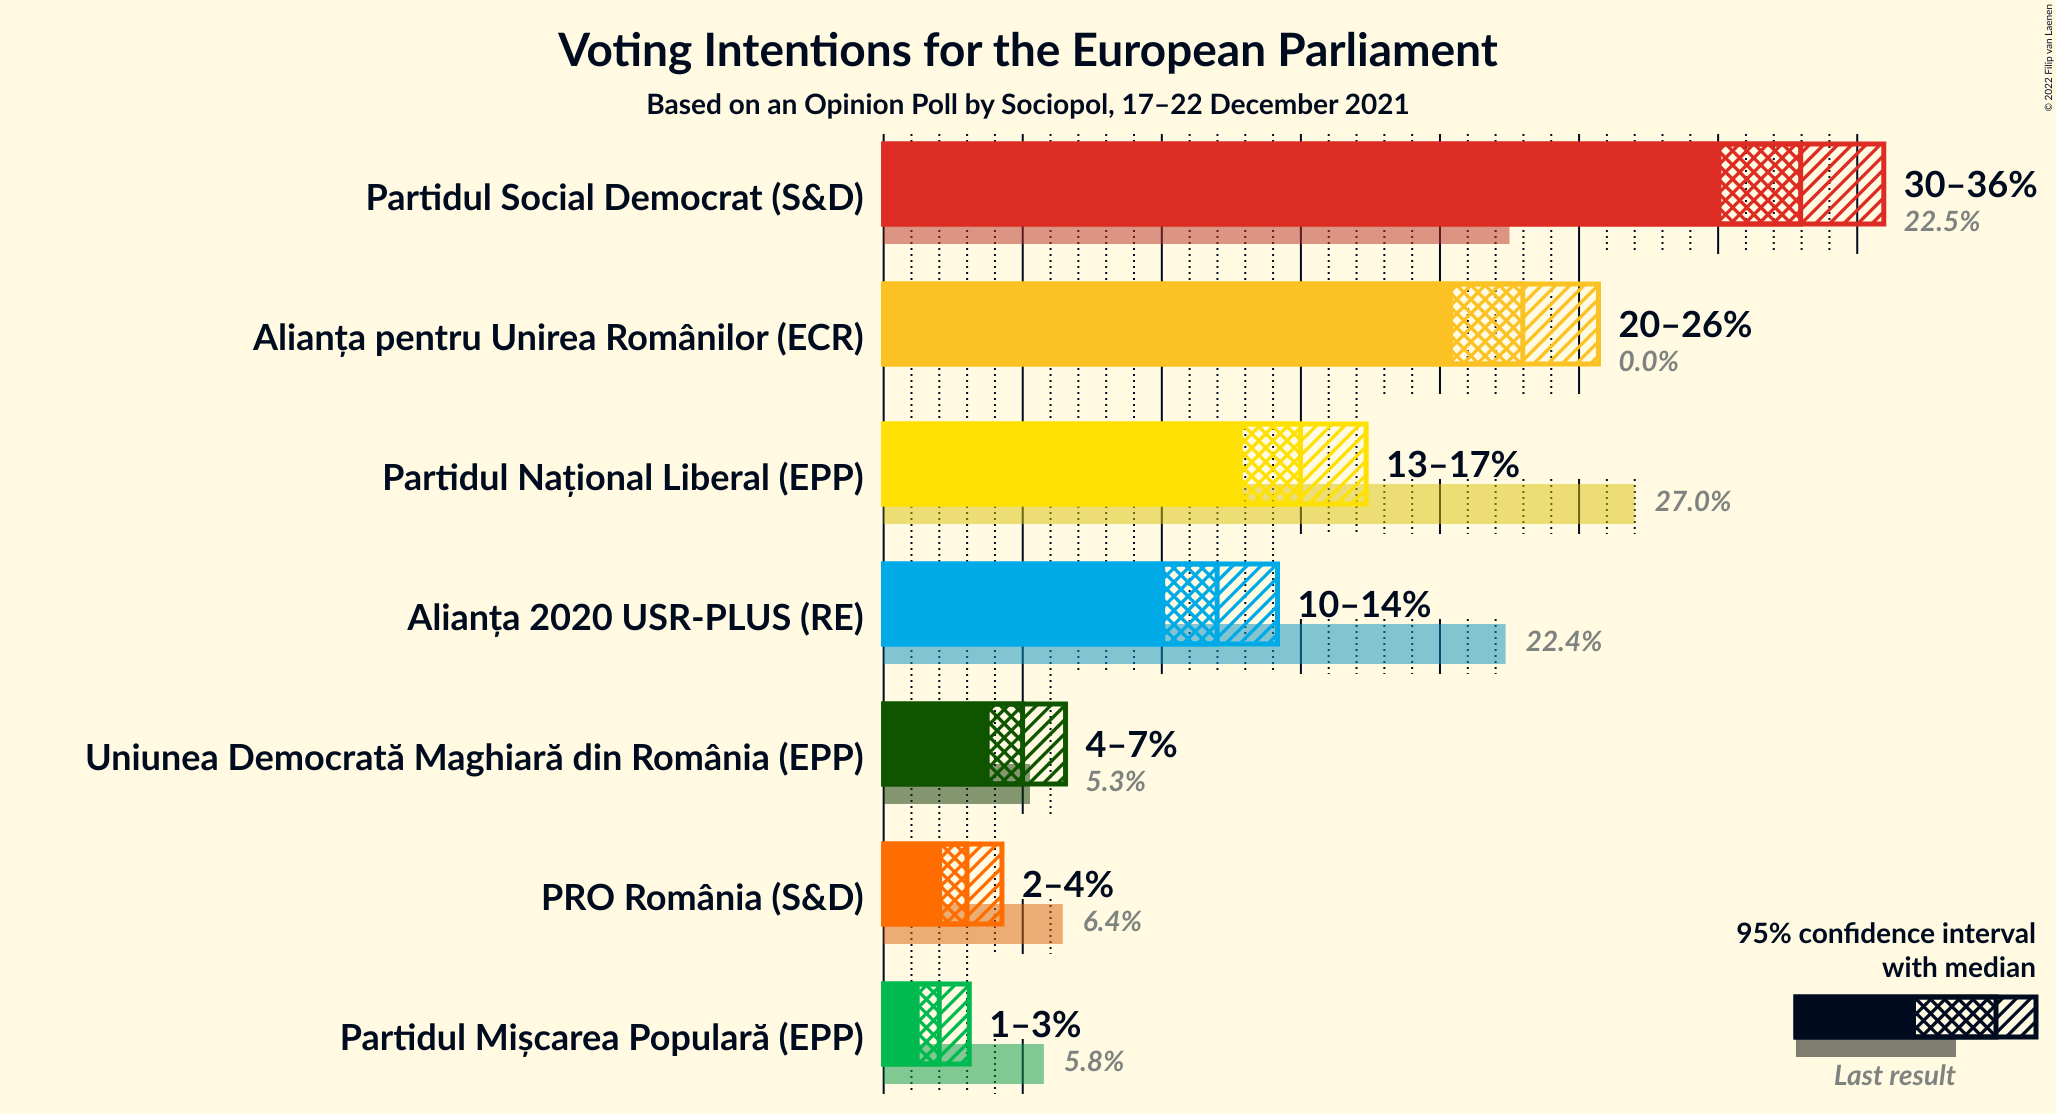 Voting Intentions for the European Parliament
Based on an Opinion Poll by Sociopol, 17–22 December 2021
© 2022 Filip van Laenen
Partidul Social Democrat (S&D)
30–36%
22.5%
Alianța pentru Unirea Românilor (ECR)
20–26%
0.0%
Partidul Național Liberal (EPP)
13–17%
27.0%
Alianța 2020 USR-PLUS (RE)
10–14%
22.4%
Uniunea Democrată Maghiară din România (EPP)
4–7%
5.3%
PRO România (S&D)
2–4%
6.4%
Partidul Mișcarea Populară (EPP)
1–3%
5.8%
95% confidence interval
with median
Last result